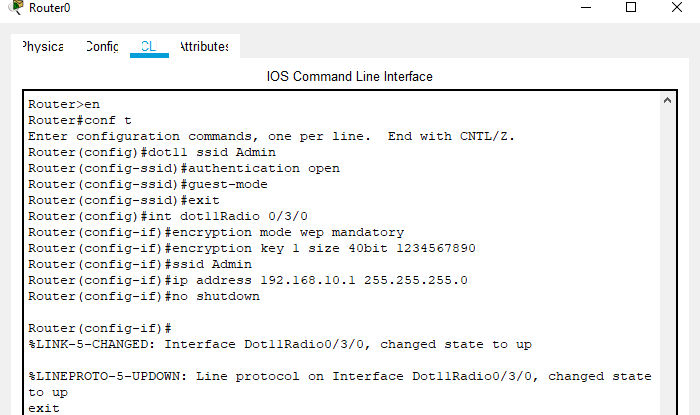 Router0
Physical Config CLI Attributes
IOS Command Line Interface
Router>en
Router#conf t
Enter configuration commands, one per line.  End with CNTL/Z.
Router(config)#dot11 ssid Admin
Router(config-ssid)#authentication open
Router(config-ssid)#guest-mode
Router(config-ssid)#exit
Router(config)#int dot11Radio 0/3/0
Router(config-if)#encryption mode wep mandatory
Router(config-if)#encryption key 1 size 40bit 1234567890
Router(config-if)#ssid Admin
Router(config-if)#ip address 192.168.10.1 255.255.255.0
Router(config-if)#no shutdown
Router(config-if)#
%LINK-5-CHANGED: Interface Dot11Radio0/3/0, changed state to up
%LINEPROTO-5-UPDOWN: Line protocol on Interface Dot11Radio0/3/0, changed state
to up
exit